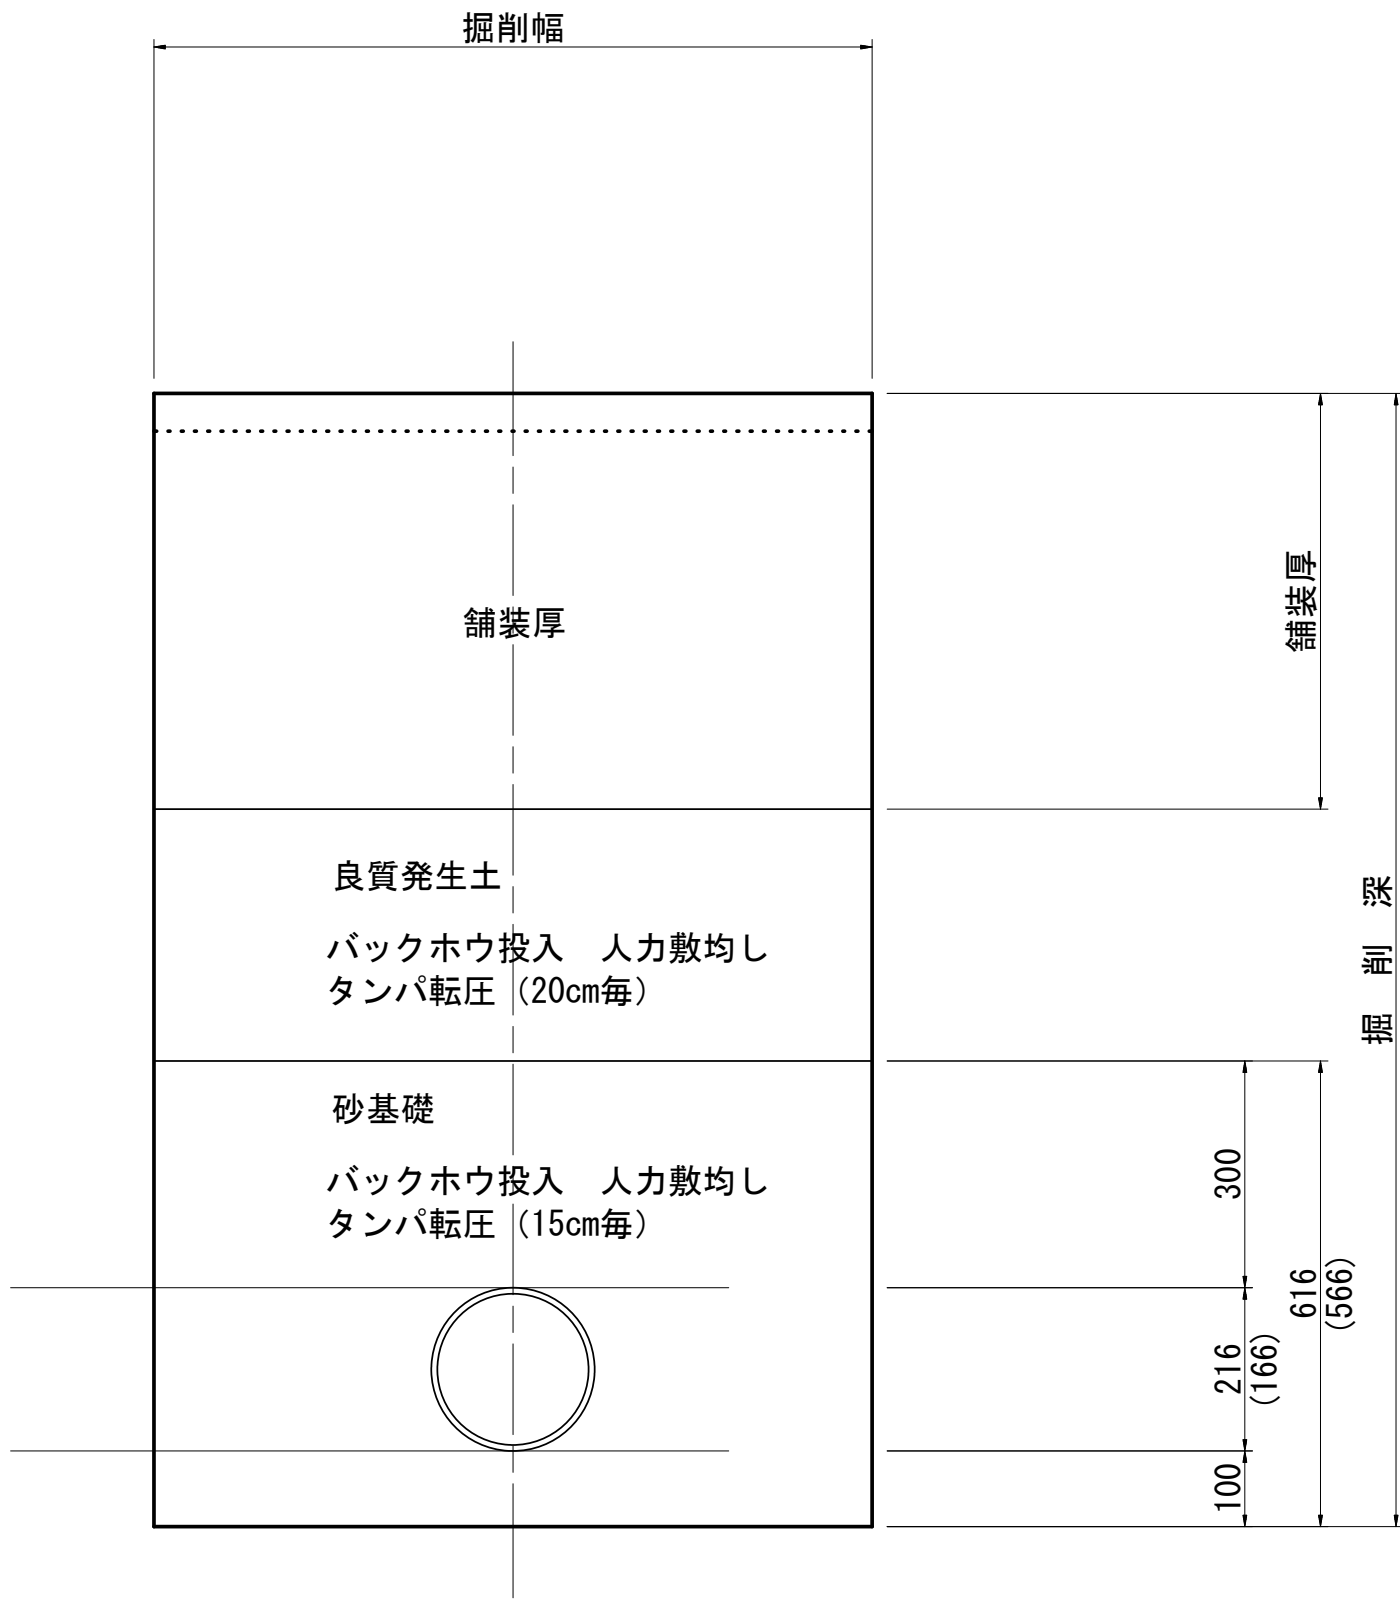 掘削幅
舗装厚
舗装厚
良質発生土
バックホウ投入　人力敷均し
タンパ転圧（20cm毎）
掘　削　深
砂基礎
バックホウ投入　人力敷均し
タンパ転圧（15cm毎）
300
616
(566)
216
(166)
100